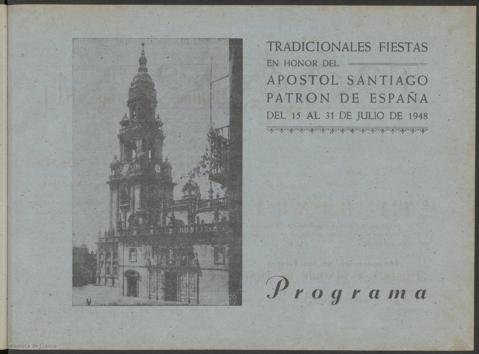 TRADICIONALES FIESTAS
EN HONOR DEL
APOSTOL SANTIAGO
PATRON DE ESPAÑA
DEL 15 AL 31 DE JULIO DE 1948
Programa